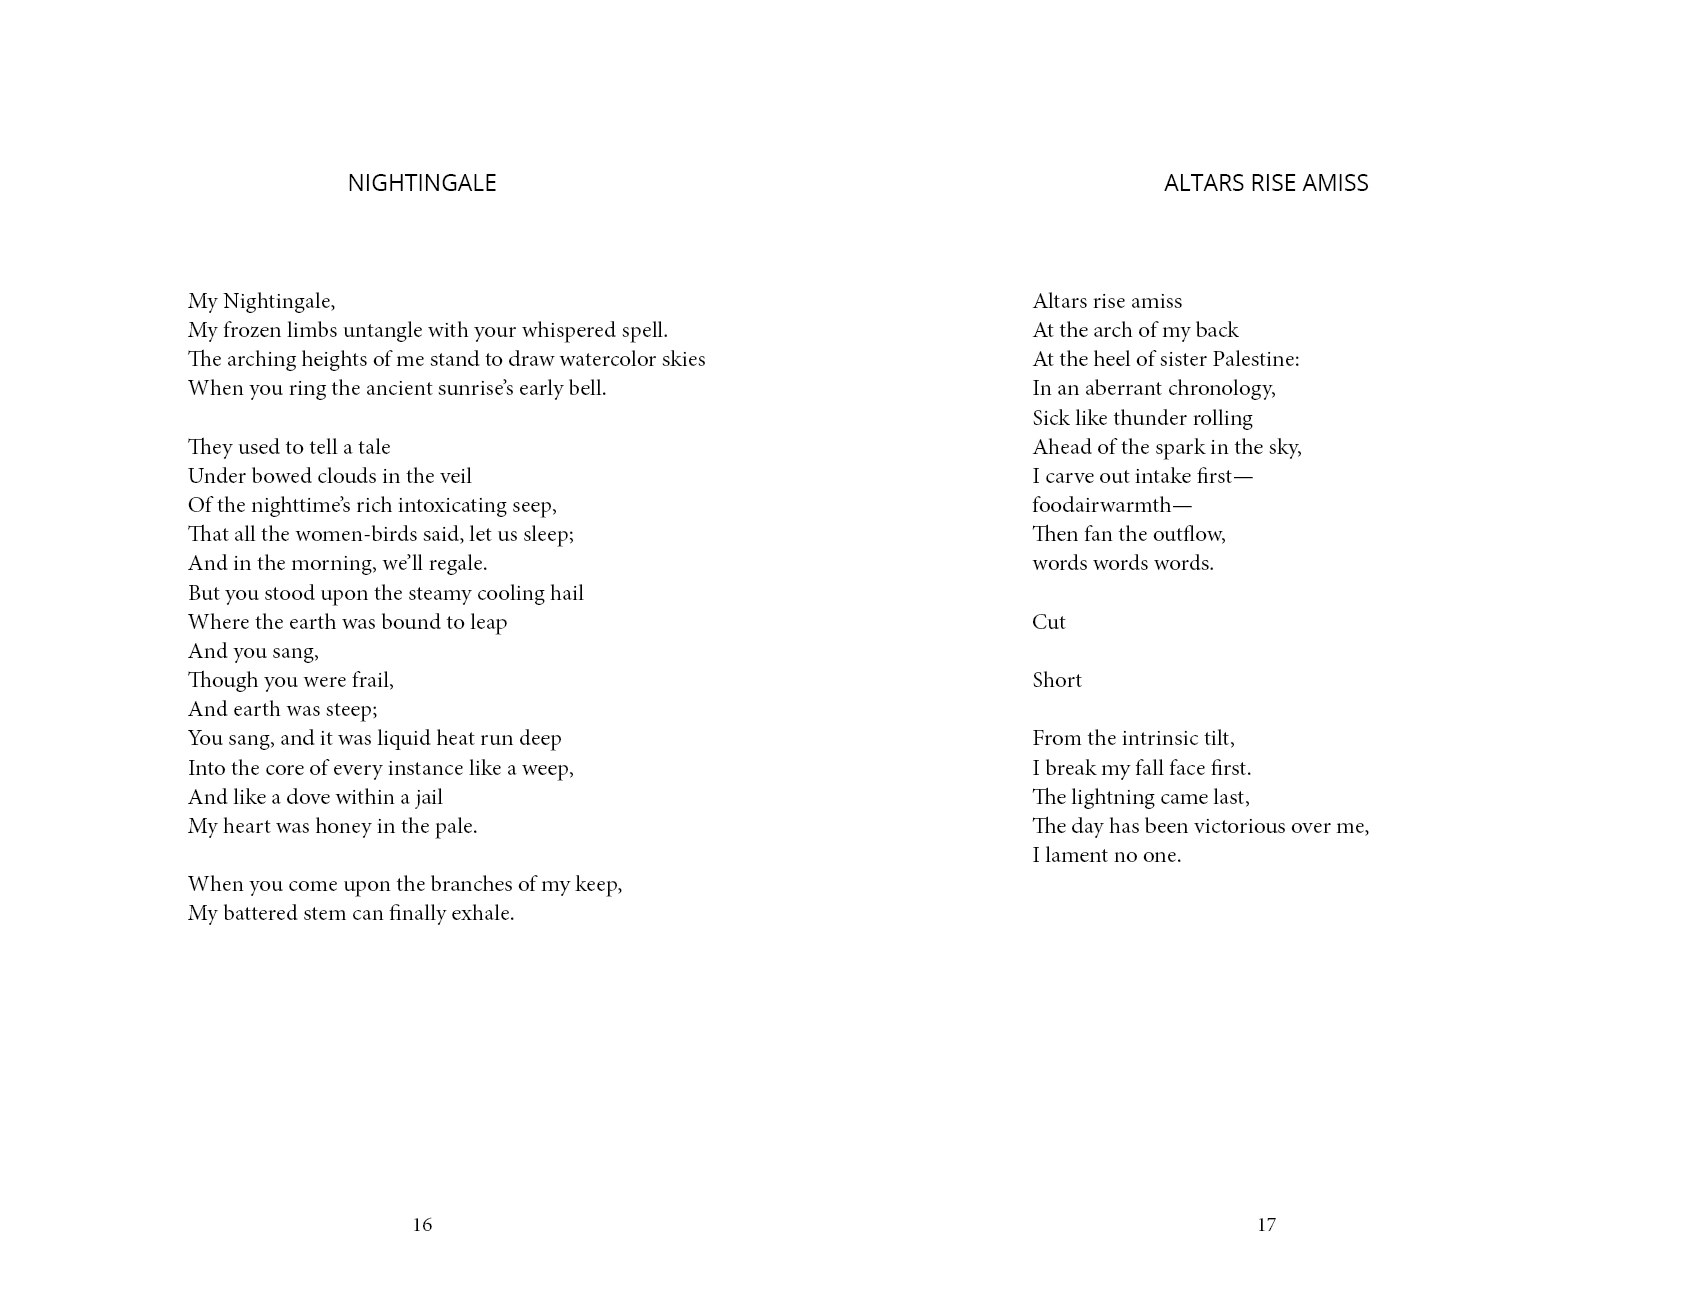 NIGHTINGALE
My Nightingale,
My frozen limbs untangle with your whispered spell.
The arching heights of me stand to draw watercolor skies
When you ring the ancient sunrise’s early bell.
They used to tell a tale
Under bowed clouds in the veil
Of the nighttime’s rich intoxicating seep,
That all the women-birds said, let us sleep;
And in the morning, we’ll regale.
But you stood upon the steamy cooling hail
Where the earth was bound to leap
And you sang,
Though you were frail,
And earth was steep;
You sang, and it was liquid heat run deep
Into the core of every instance like a weep,
And like a dove within a jail
My heart was honey in the pale.
When you come upon the branches of my keep,
My battered stem can finally exhale.
16
ALTARS RISE AMISS
Altars rise amiss
At the arch of my back
At the heel of sister Palestine:
In an aberrant chronology,
Sick like thunder rolling
Ahead of the spark in the sky,
I carve out intake first—
foodairwarmth—
Then fan the outflow,
words words words.
Cut
Short
From the intrinsic tilt,
I break my fall face first.
The lightning came last,
The day has been victorious over me,
I lament no one.
17